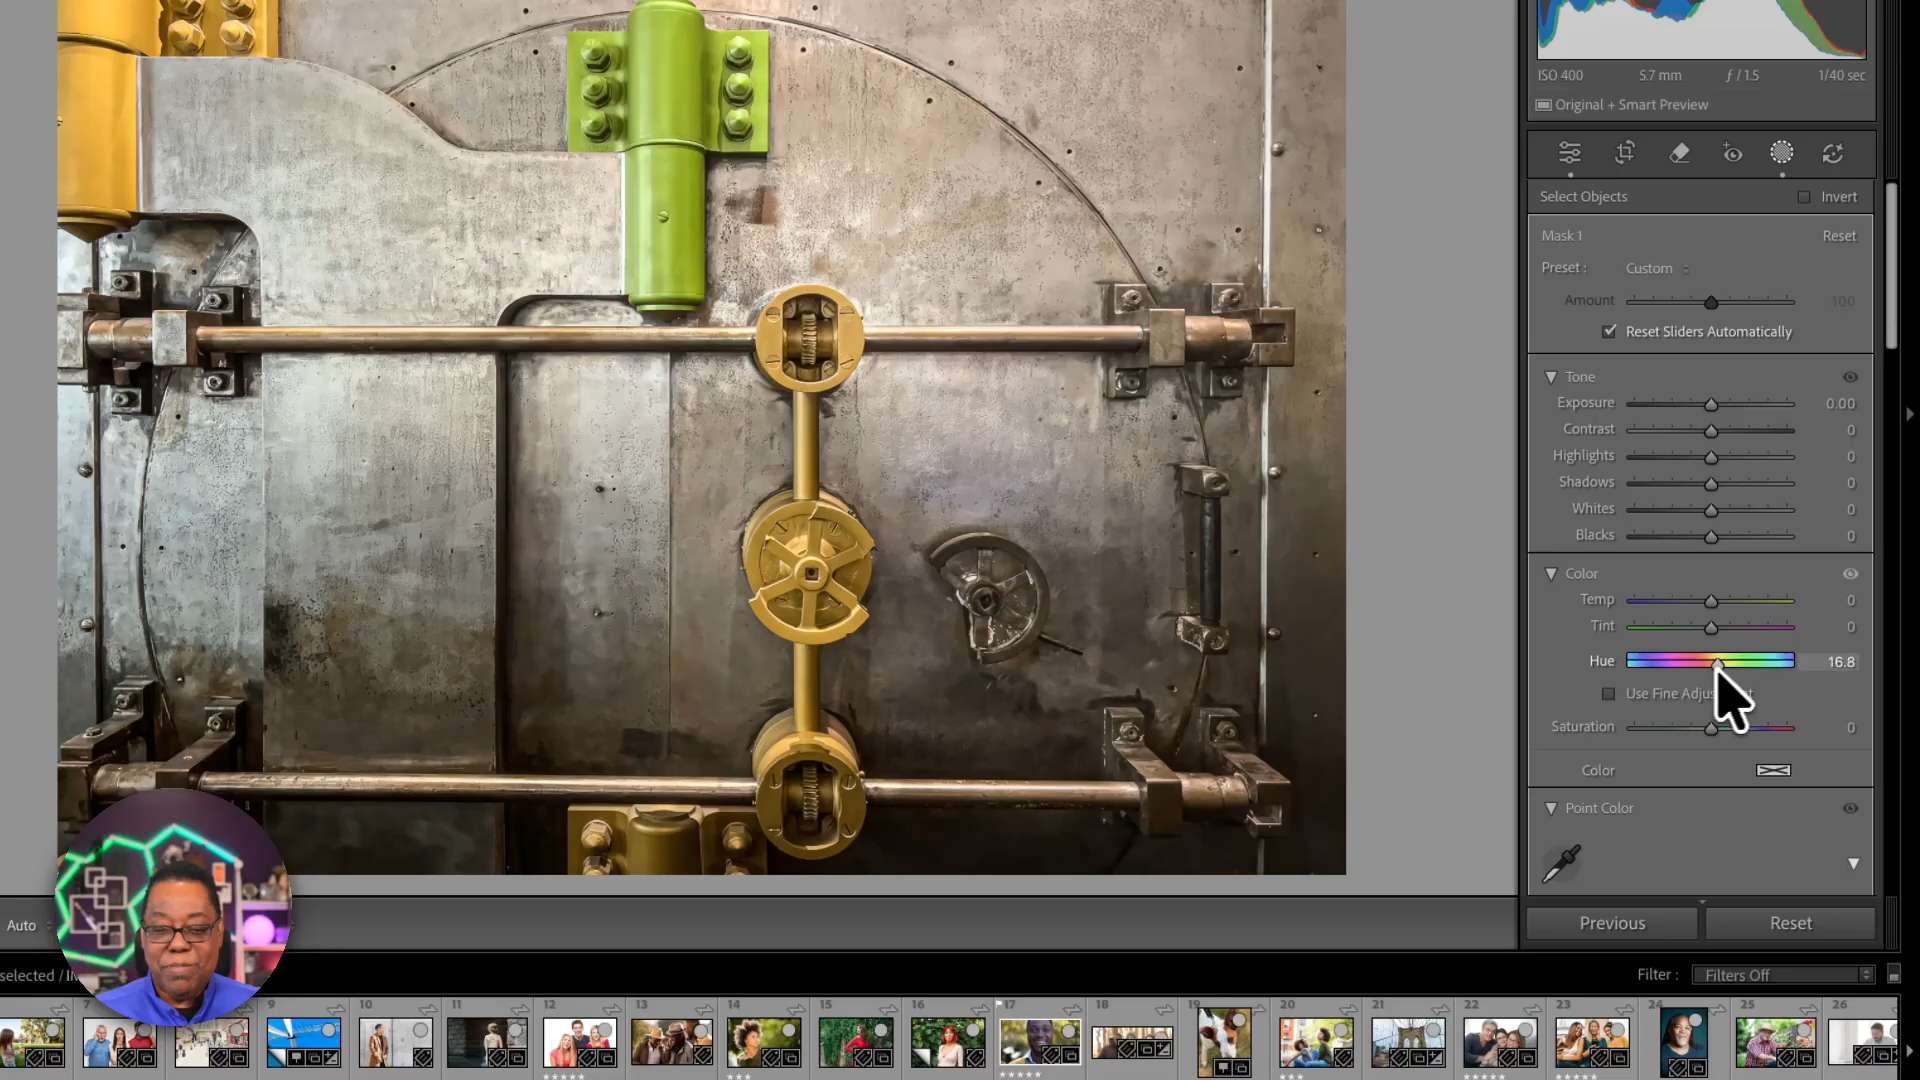 ISO 400 5.7 mm ƒ / 1.5 1/40 sec
Original + Smart Preview
Select Objects Invert
Mask 1 Reset
Preset : Custom
Amount 100
Reset Sliders Automatically
Tone
Exposure 0.00
Contrast 0
Highlights 0
Shadows 0
Whites 0
Blacks 0
Color
Temp 0
Tint 0
Hue 16.8
Use Fine
Saturation 0
Color
Point Color
Previous Reset
Auto
selected /
Filter : Filters Off
7 9 10 11 12 13 14 15 16 17 18 19 20 21 22 23 24 25 26